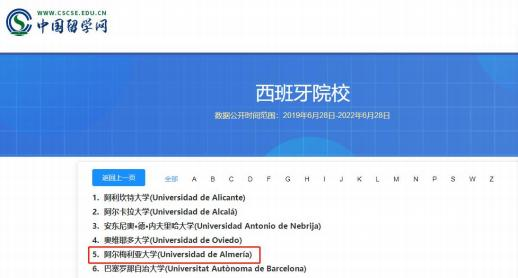 WWW.CSCSE.EDU.CN
中国留学网
西班牙院校
数据公开时间范围：2019年6月28日-2022年6月28日
返回上一页 全部 A B C D F G H I J K L M N O P R S V W Z
1、阿利坎特大学(Universidad de Alicante)
2、阿尔卡拉大学(Universidad de Alcalá)
3、安东尼奥•德•内夫里哈大学(Universidad Antonio de Nebrija)
4、奥维耶多大学(Universidad de Oviedo)
5、阿尔梅利亚大学(Universidad de Almería)
6、巴塞罗那自治大学(Universitat Autònoma de Barcelona)